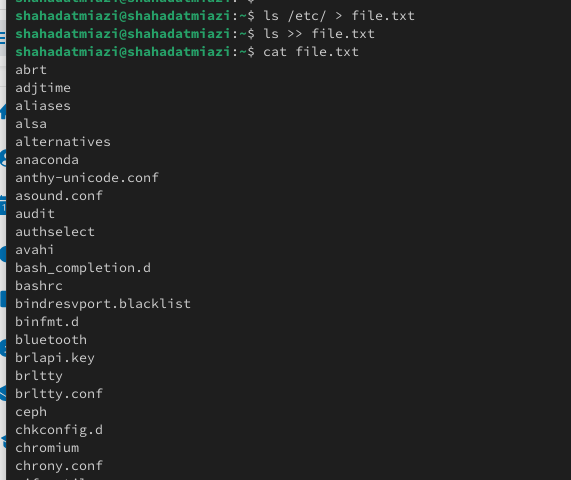 shahadatmiazi@shahadatmiazi:~$ ls /etc/ > file.txt
shahadatmiazi@shahadatmiazi:~$ ls >> file.txt
shahadatmiazi@shahadatmiazi:~$ cat file.txt
abrt
adjtime
aliases
alsa
alternatives
anaconda
anthy-unicode.conf
asound.conf
audit
authselect
avahi
bash_completion.d
bashrc
bindresvport.blacklist
binfmt.d
bluetooth
brlapi.key
brltty
brltty.conf
ceph
chkconfig.d
chromium
chrony.conf